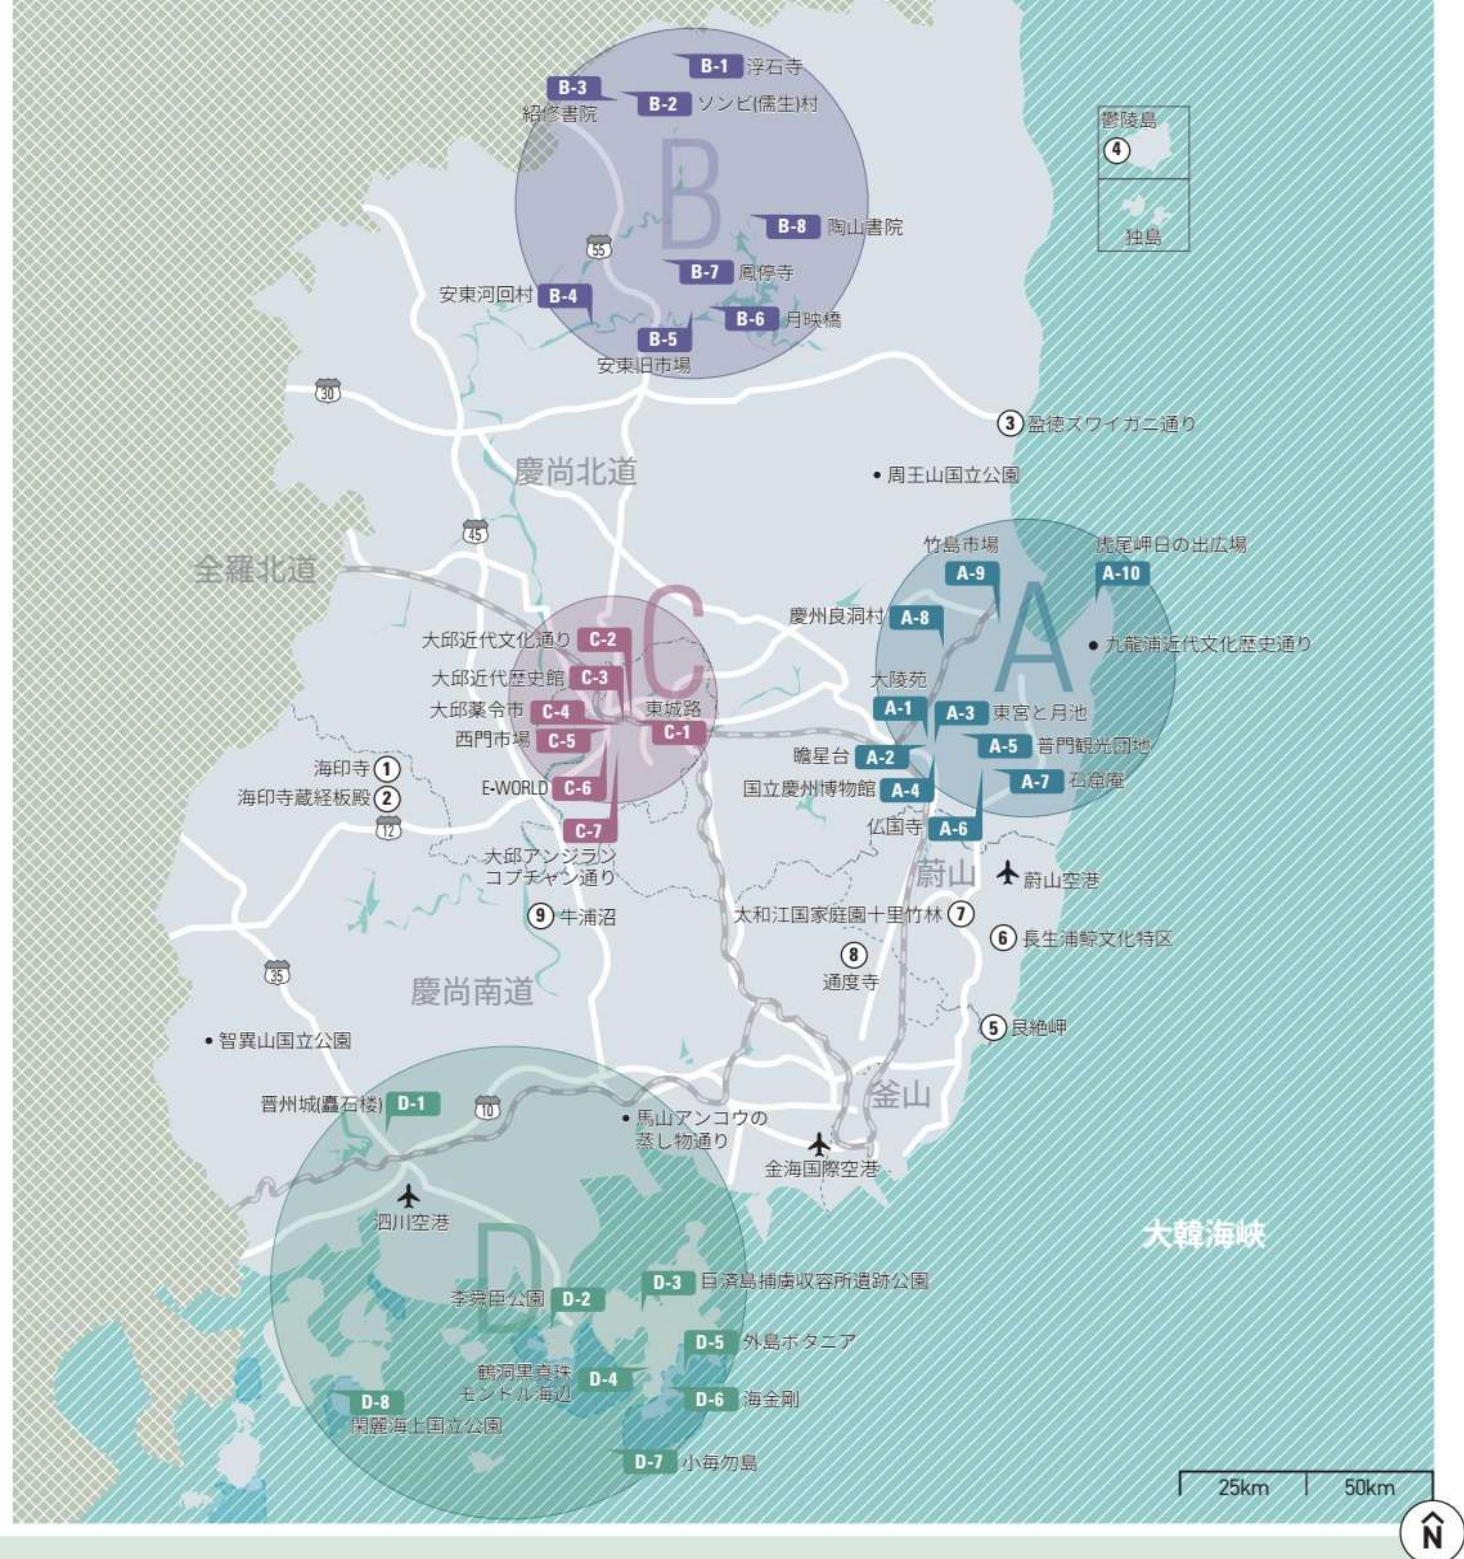 B-1 浮石寺
B-3
紹修書院
B-2 ソンビ(儒生)村
鬱陵島
4
独島
B
B-8 陶山書院
55
B-7 鳳停寺
安東河回村 B-4
B-6 月映橋
B-5
安東旧市場
30
3 盈徳ズワイガニ通り
慶尚北道
周王山国立公園
45
全羅北道
竹島市場
A-9
虎尾岬日の出広場
A-10
A
慶州良洞村 A-8
九龍浦近代文化歴史通り
C
大邱近代文化通り C-2
大邱近代歴史館 C-3
大邱薬令市 C-4
東城路
C-1
西門市場 C-5
大陵苑
A-1
A-3 東宮と月池
A-5 普門観光団地
瞻星台 A-2
A-7 石窟庵
国立慶州博物館 A-4
仏国寺 A-6
海印寺 1
海印寺蔵経板殿 2
12
E-WORLD C-6
C-7
大邱アンジラン
コプチャン通り
蔚山
蔚山空港
9 牛浦沼
太和江国家庭園十里竹林 7
6 長生浦鯨文化特区
8
通度寺
35
慶尚南道
5 艮絶岬
智異山国立公園
釜山
晋州城(矗石楼) D-1
10
馬山アンコウの
蒸し物通り
金海国際空港
泗川空港
大韓海峡
D
D-3 巨済島捕虜収容所遺跡公園
李舜臣公園 D-2
D-5 外島ボタニア
鶴洞黒真珠
モンドル海辺
D-4
D-6 海金剛
D-8
閑麗海上国立公園
D-7 小毎勿島
25km
50km
N